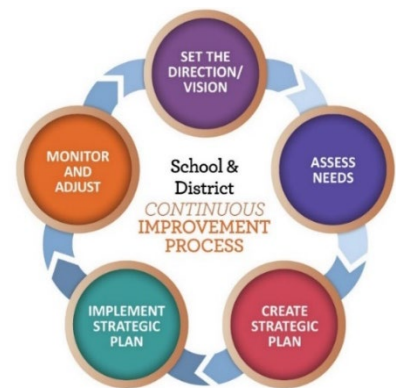 SET THE
DIRECTION/
VISION
ASSESS
NEEDS
CREATE
STRATEGIC
PLAN
IMPLEMENT
STRATEGIC
PLAN
MONITOR
AND
ADJUST
School &
District
CONTINUOUS
IMPROVEMENT
PROCESS